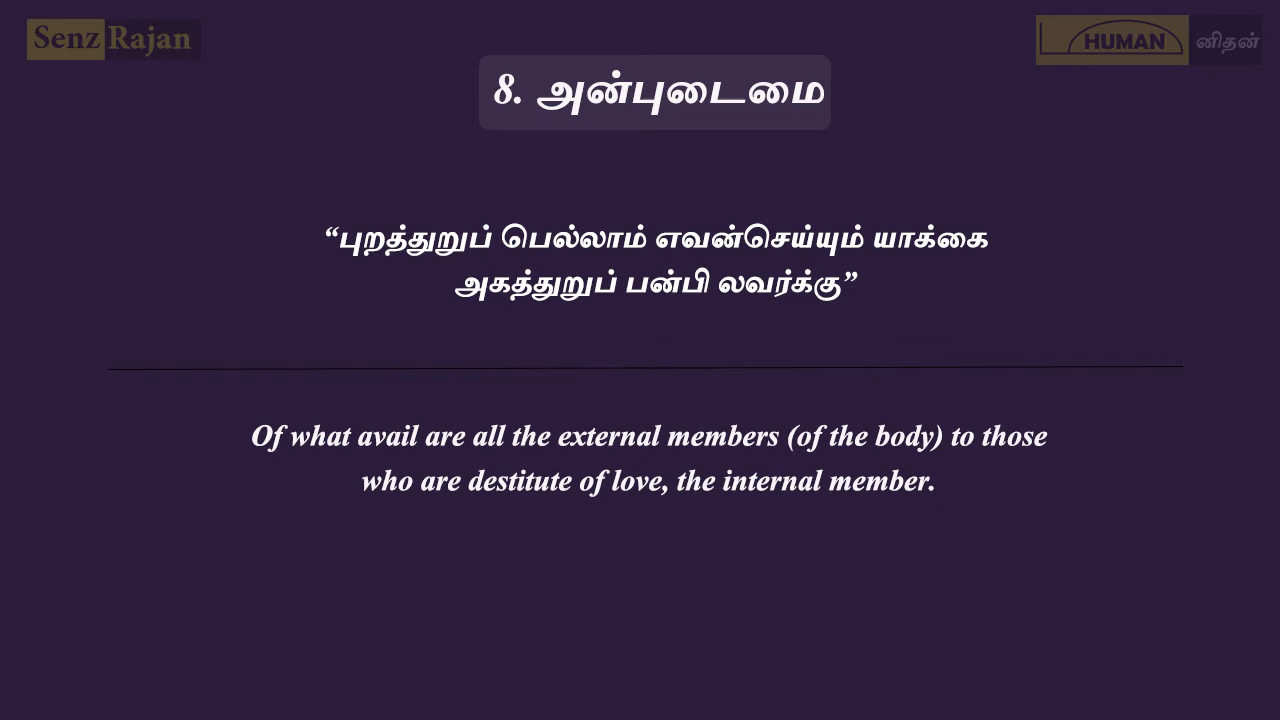 Senz Rajan
HUMAN னிதன்
8. அன்புடைமை
“புறத்துறுப் பெல்லாம் எவன்செய்யும் யாக்கை
அகத்துறுப் பன்பி லவர்க்கு”
Of what avail are all the external members (of the body) to those
who are destitute of love, the internal member.